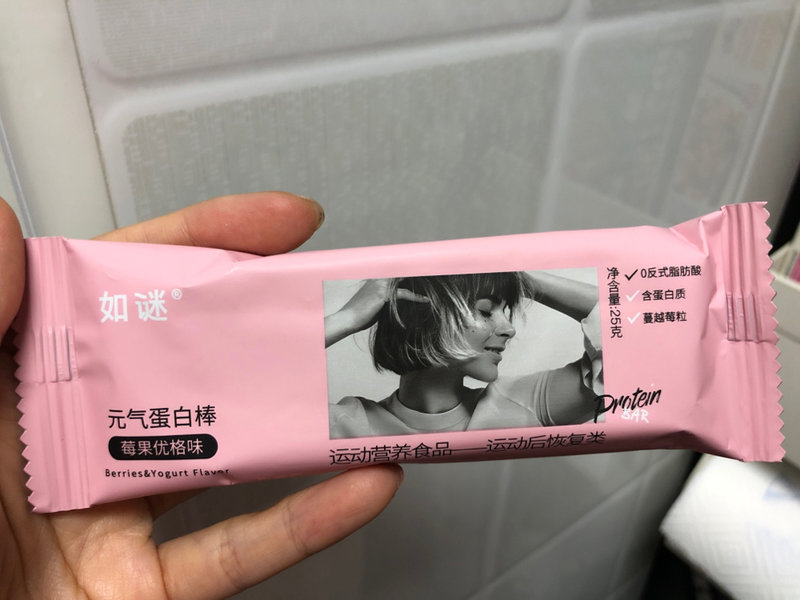 如谜®
元气蛋白棒
莓果优格味
Berries&Yogurt Flavor
净含量:25克
0反式脂肪酸
含蛋白质
蔓越莓粒
Protein
BAR
运动营养食品——运动后恢复类